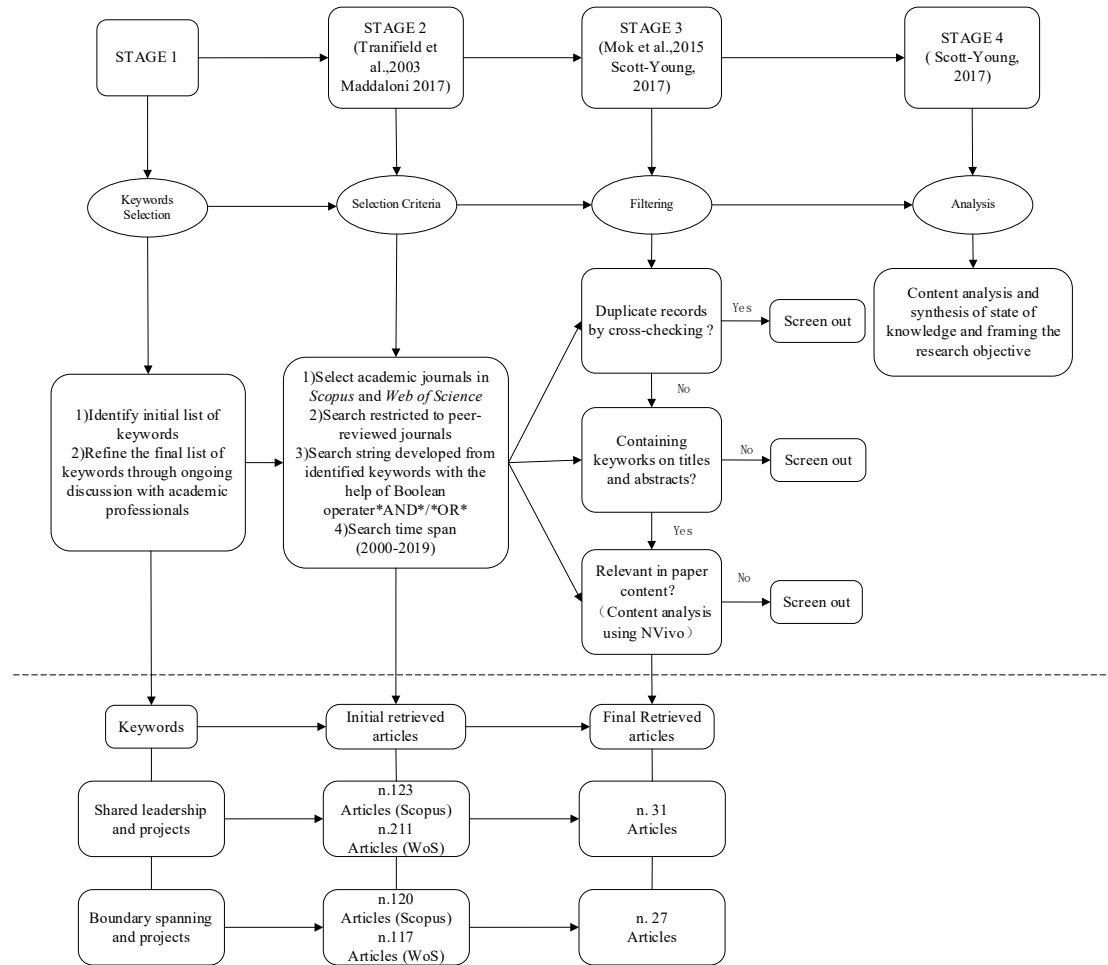 STAGE 1
STAGE 2
(Tranifield et
al.,2003
Maddaloni 2017)
STAGE 3
(Mok et al.,2015
Scott-Young,
2017)
STAGE 4
( Scott-Young,
2017)
Keywords
Selection
Selection Criteria
Filtering
Analysis
1)Identify initial list of
keywords
2)Refine the final list of
keywords through ongoing
discussion with academic
professionals
1)Select academic journals in
Scopus and Web of Science
2)Search restricted to peer-
reviewed journals
3)Search string developed from
identified keywords with the
help of Boolean
operater*AND*/*OR*
4)Search time span
(2000-2019)
Duplicate records
by cross-checking ?
Yes
Screen out
No
Containing
keyworks on titles
and abstracts?
No
Screen out
Yes
Relevant in paper
content?
（Content analysis
using NVivo）
No
Screen out
Content analysis and
synthesis of state of
knowledge and framing the
research objective
Keywords
Initial retrieved
articles
Final Retrieved
articles
Shared leadership
and projects
n.123
Articles (Scopus)
n.211
Articles (WoS)
n. 31
Articles
Boundary spanning
and projects
n.120
Articles (Scopus)
n.117
Articles (WoS)
n. 27
Articles